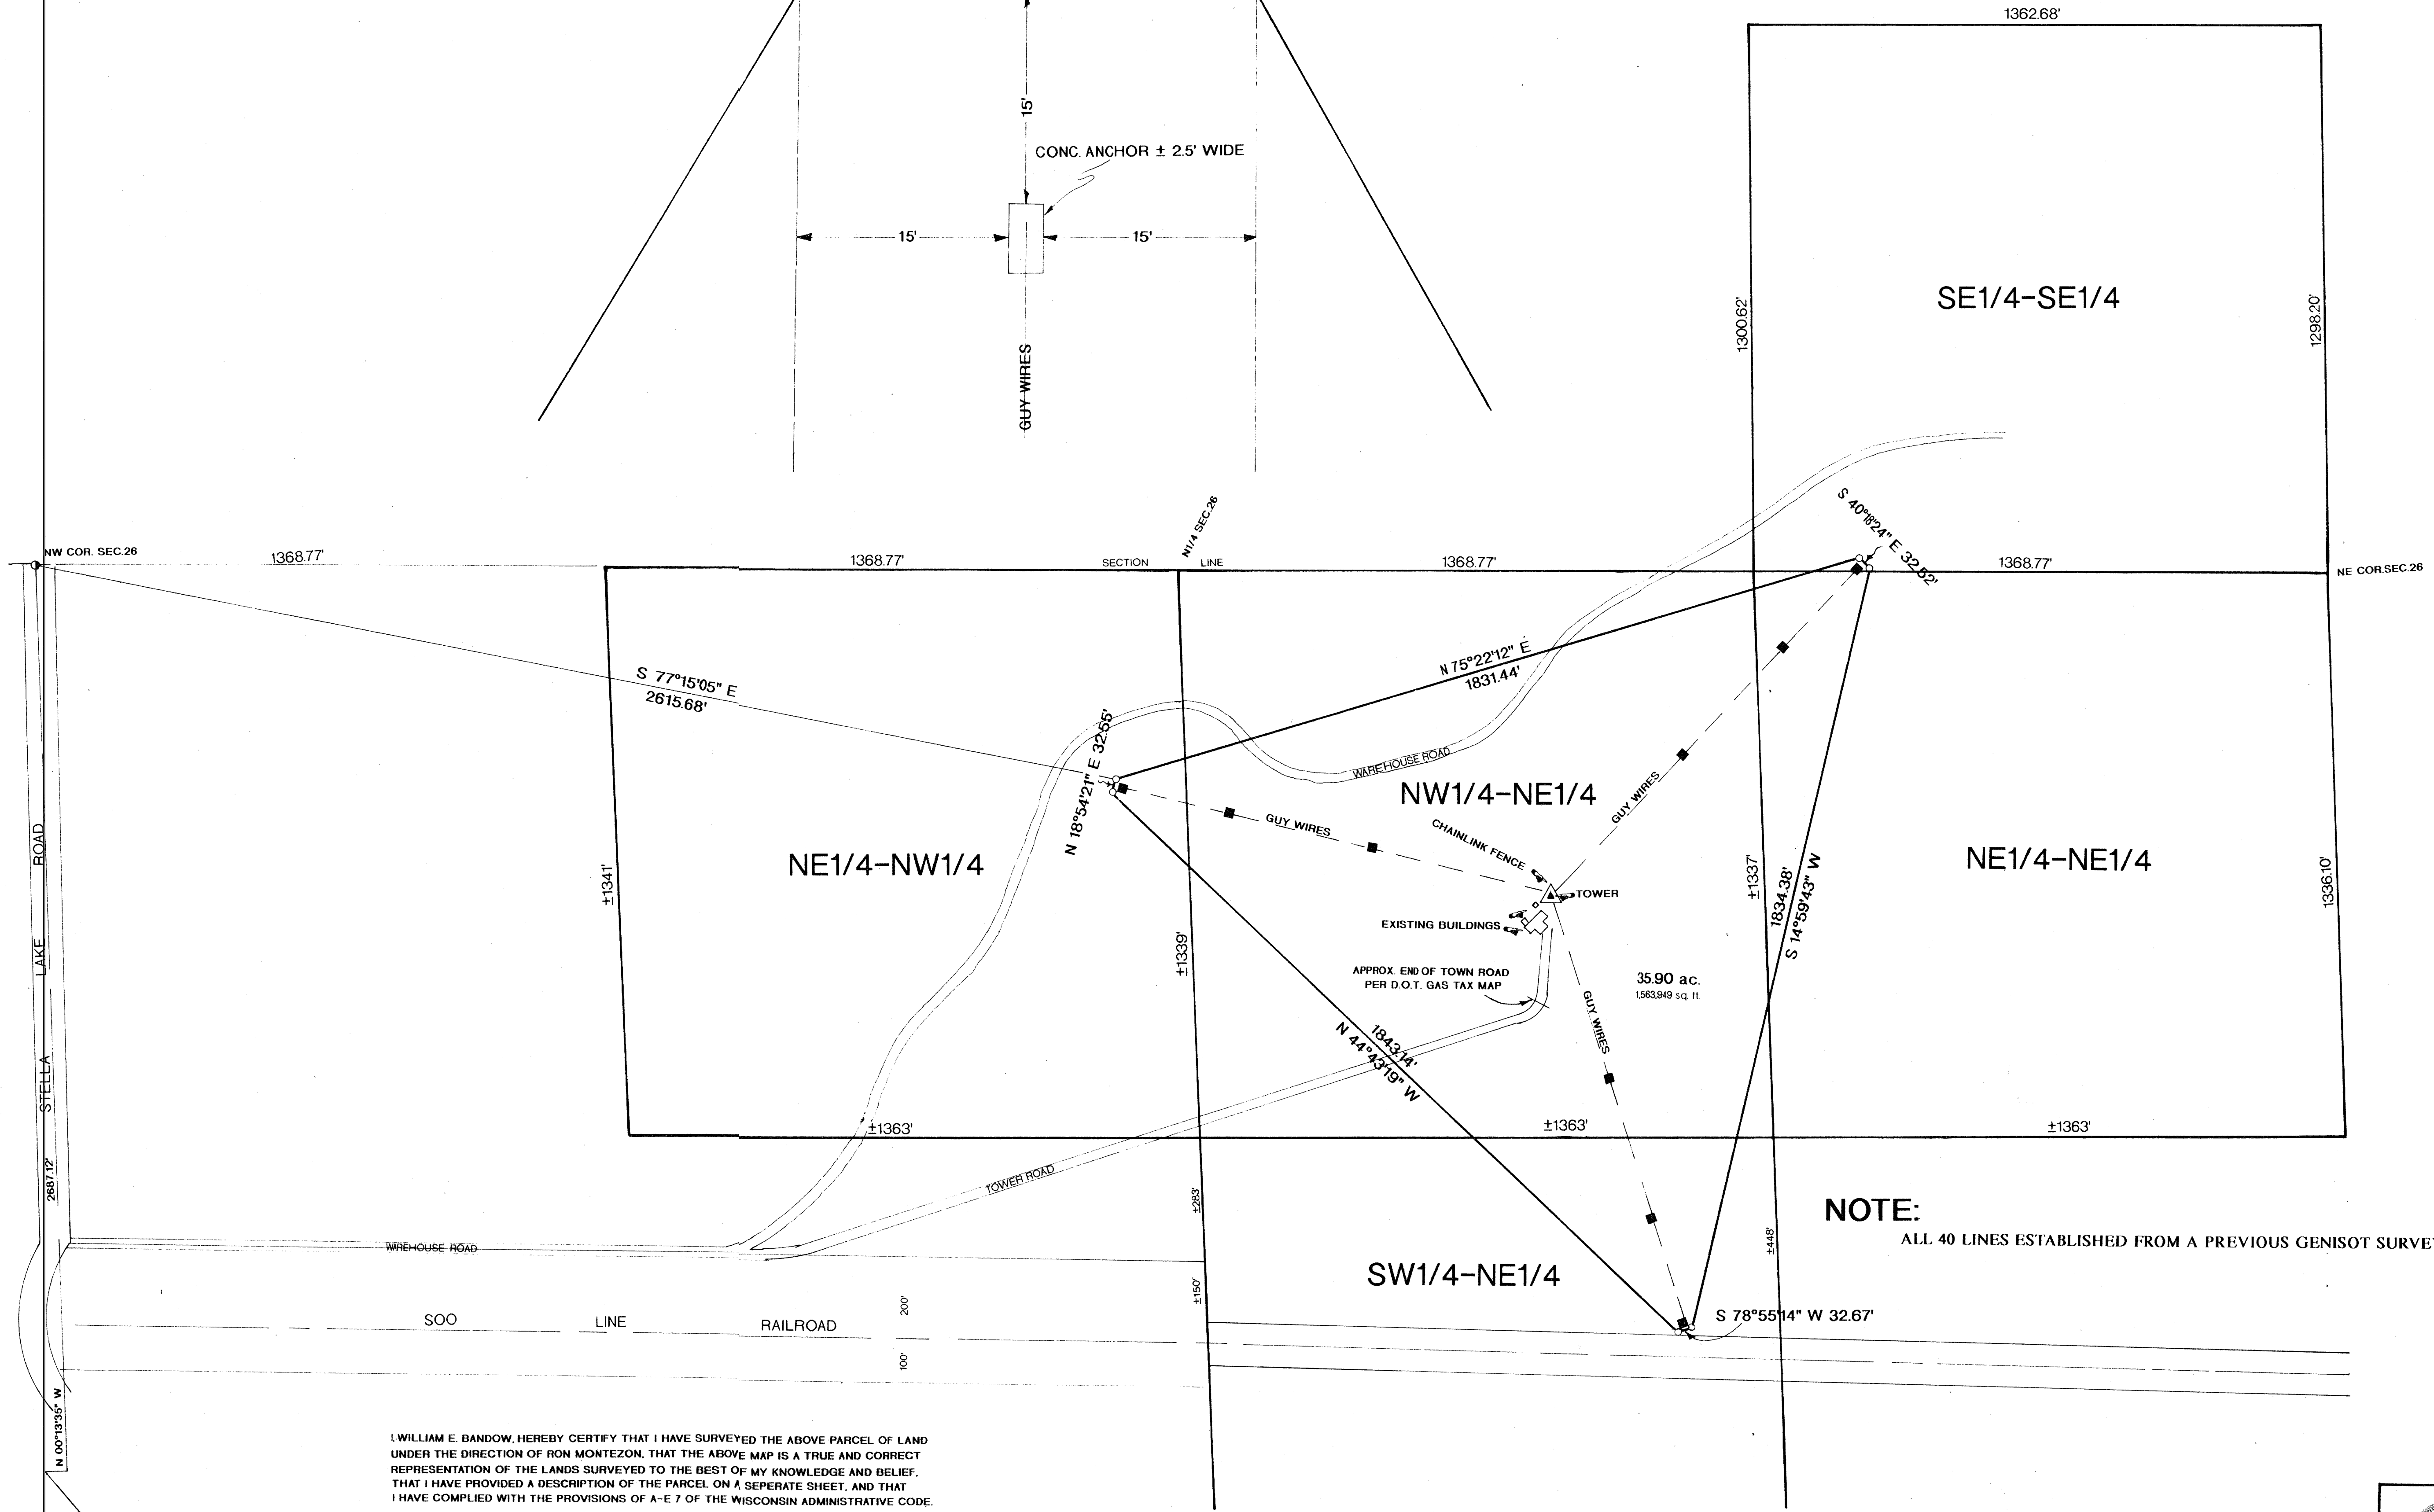 1362.68'
15'
CONC. ANCHOR ± 2.5' WIDE
15'
15'
GUY WIRES
1300.62'
SE1/4-SE1/4
1298.20'
N1/4 SEC.26
S 40°18'24" E 32.52'
NW COR. SEC.26
1368.77'
1368.77'
SECTION LINE
1368.77'
1368.77'
NE COR.SEC.26
S 77°15'05" E
2615.68'
N 75°22'12" E
1831.44'
N 18°54'21" E 32.55'
WAREHOUSE ROAD
NW1/4-NE1/4
GUY WIRES
GUY WIRES
CHAINLINK FENCE
NE1/4-NW1/4
NE1/4-NE1/4
±1341'
±1337'
1834.38'
S 14°59'43" W
1336.10'
TOWER
EXISTING BUILDINGS
±1339'
APPROX. END OF TOWN ROAD
PER D.O.T. GAS TAX MAP
35.90 ac.
1,563,949 sq. ft.
GUY WIRES
1843.14'
N 44°43'19" W
STELLA LAKE ROAD
±1363'
±1363'
±1363'
TOWER ROAD
2687.12'
±283'
NOTE:
ALL 40 LINES ESTABLISHED FROM A PREVIOUS GENISOT SURVE
±448'
WAREHOUSE ROAD
SW1/4-NE1/4
±150'
200'
SOO LINE RAILROAD
S 78°55'14" W 32.67'
100'
N 00°13'35" W
I, WILLIAM E. BANDOW, HEREBY CERTIFY THAT I HAVE SURVEYED THE ABOVE PARCEL OF LAND
UNDER THE DIRECTION OF RON MONTEZON, THAT THE ABOVE MAP IS A TRUE AND CORRECT
REPRESENTATION OF THE LANDS SURVEYED TO THE BEST OF MY KNOWLEDGE AND BELIEF,
THAT I HAVE PROVIDED A DESCRIPTION OF THE PARCEL ON A SEPERATE SHEET, AND THAT
I HAVE COMPLIED WITH THE PROVISIONS OF A-E 7 OF THE WISCONSIN ADMINISTRATIVE CODE.